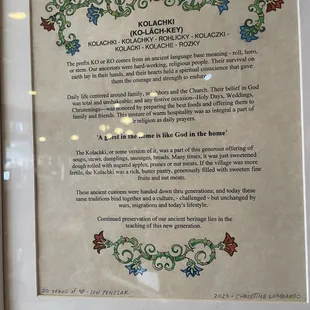 KOLACHKI
(KO-LÄCH-KEY)
KOLACHKI - KOLACHKY - ROHLICKY - KOLACZKI -
KOLACKI - KOLACHE - ROZKY
The prefix KO or RO comes from an ancient language base meaning - roll, horn,
or stem. Our ancestors were hard-working, religious people. Their survival on
earth lay in their hands, and their hearts held a spiritual conscience that gave
them the courage and strength to endure.
Daily life centered around family, neighbors and the Church. Their belief in God
was total and unshakable, and any festive occasion--Holy Days, Weddings,
Christenings--was honored by preparing the best foods and offering them to
family and friends. This gesture of warm hospitality was as integral a part of
their religion as daily prayers.
'A guest in the home is like God in the home'
The Kolachki, or some version of it, was a part of this generous offering of
soups, stews, dumplings, sausages, breads. Many times, it was just sweetened
dough rolled with sugared apples, prunes or nut meats. If the village was more
fertile, the Kolachki was a rich, butter pastry, generously filled with sweeten fine
fruits and nut meats.
These ancient customs were handed down thru generations; and today these
same traditions bind together and a culture, - challenged - but unchanged by
wars, migrations and today's lifestyle.
Continued preservation of our ancient heritage lies in the
teaching of this new generation.
30 YEARS of - LEN PENCZAR
2023 - CHRISTINE LOMBARDO